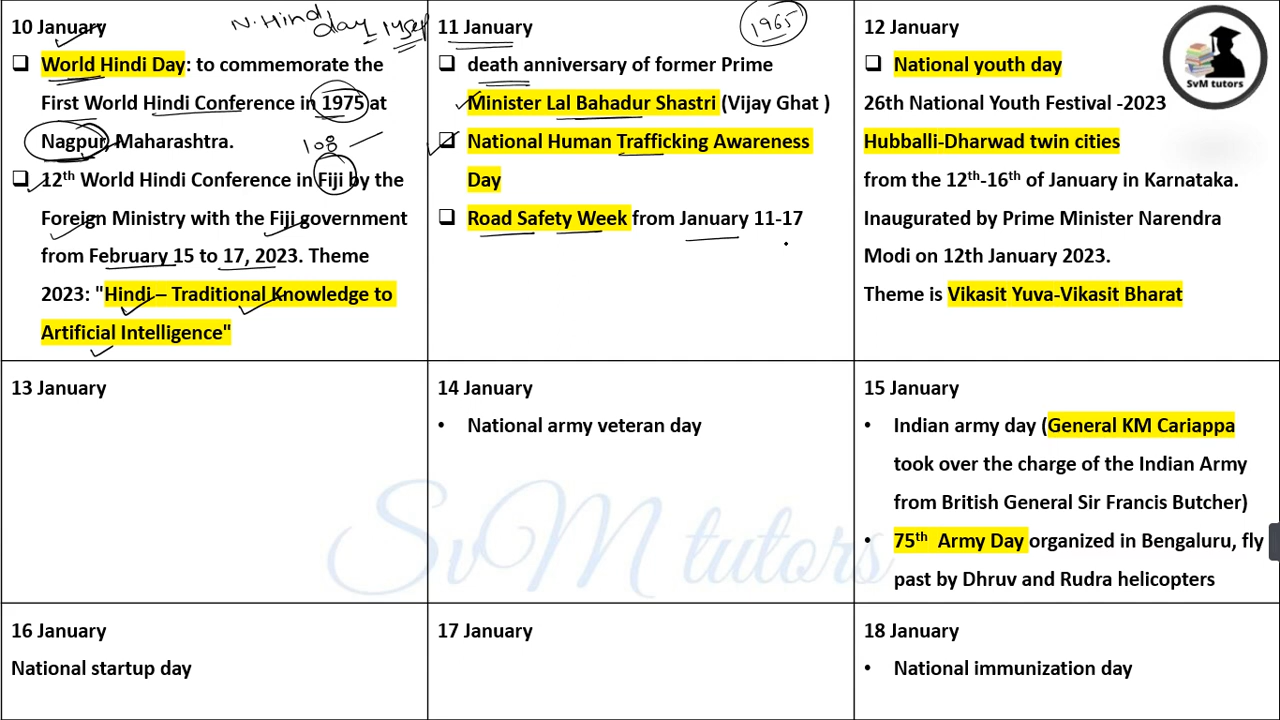 10 January
N. Hindi day 14 Sep
World Hindi Day: to commemorate the
First World Hindi Conference in 1975 at
Nagpur, Maharashtra.
108
12th World Hindi Conference in Fiji by the
Foreign Ministry with the Fiji government
from February 15 to 17, 2023. Theme
2023: "Hindi – Traditional Knowledge to
Artificial Intelligence"
11 January
1965
death anniversary of former Prime
Minister Lal Bahadur Shastri (Vijay Ghat )
National Human Trafficking Awareness
Day
Road Safety Week from January 11-17
12 January
National youth day
26th National Youth Festival -2023
Hubballi-Dharwad twin cities
from the 12th-16th of January in Karnataka.
Inaugurated by Prime Minister Narendra
Modi on 12th January 2023.
Theme is Vikasit Yuva-Vikasit Bharat
SvM tutors
13 January
14 January
• National army veteran day
15 January
• Indian army day (General KM Cariappa
took over the charge of the Indian Army
from British General Sir Francis Butcher)
• 75th Army Day organized in Bengaluru, fly
past by Dhruv and Rudra helicopters
SvM tutors
16 January
National startup day
17 January
18 January
• National immunization day